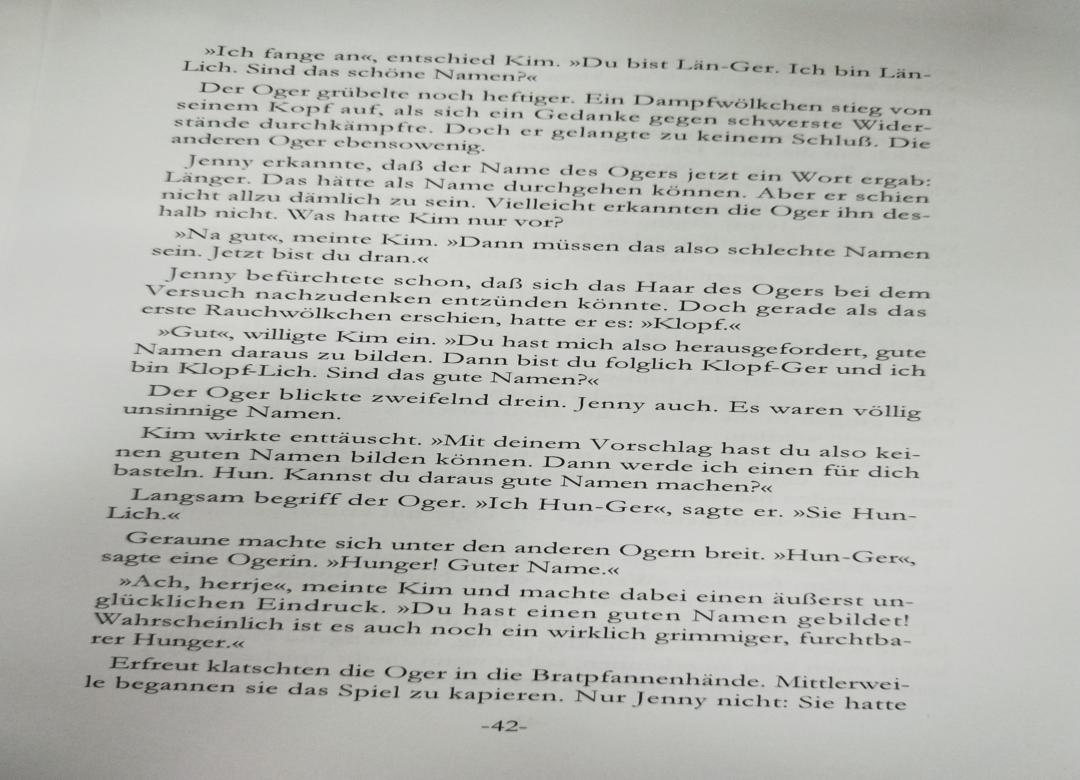 »Ich fange an«, entschied Kim. »Du bist Län-Ger. Ich bin Län-
Lich. Sind das schöne Namen?«
Der Oger grübelte noch heftiger. Ein Dampfwölkchen stieg von
seinem Kopf auf, als sich ein Gedanke gegen schwerste Wider-
stände durchkämpfte. Doch er gelangte zu keinem Schluß. Die
anderen Oger ebensowenig.
Jenny erkannte, daß der Name des Ogers jetzt ein Wort ergab:
Länger. Das hätte als Name durchgehen können. Aber er schien
nicht allzu dämlich zu sein. Vielleicht erkannten die Oger ihn des-
halb nicht. Was hatte Kim nur vor?
»Na gut«, meinte Kim. »Dann müssen das also schlechte Namen
sein. Jetzt bist du dran.«
Jenny befürchtete schon, daß sich das Haar des Ogers bei dem
Versuch nachzudenken entzünden könnte. Doch gerade als das
erste Rauchwölkchen erschien, hatte er es: »Klopf.«
»Gut«, willigte Kim ein. »Du hast mich also herausgefordert, gute
Namen daraus zu bilden. Dann bist du folglich Klopf-Ger und ich
bin Klopf-Lich. Sind das gute Namen?«
Der Oger blickte zweifelnd drein. Jenny auch. Es waren völlig
unsinnige Namen.
Kim wirkte enttäuscht. »Mit deinem Vorschlag hast du also kei-
nen guten Namen bilden können. Dann werde ich einen für dich
basteln. Hun. Kannst du daraus gute Namen machen?«
Langsam begriff der Oger. »Ich Hun-Ger«, sagte er. »Sie Hun-
Lich.«
Geraune machte sich unter den anderen Ogern breit. »Hun-Ger«,
sagte eine Ogerin. »Hunger! Guter Name.«
»Ach, herrje«, meinte Kim und machte dabei einen äußerst un-
glücklichen Eindruck. »Du hast einen guten Namen gebildet!
Wahrscheinlich ist es auch noch ein wirklich grimmiger, furchtba-
rer Hunger.«
Erfreut klatschten die Oger in die Bratpfannenhände. Mittlerwei-
le begannen sie das Spiel zu kapieren. Nur Jenny nicht: Sie hatte
-42-